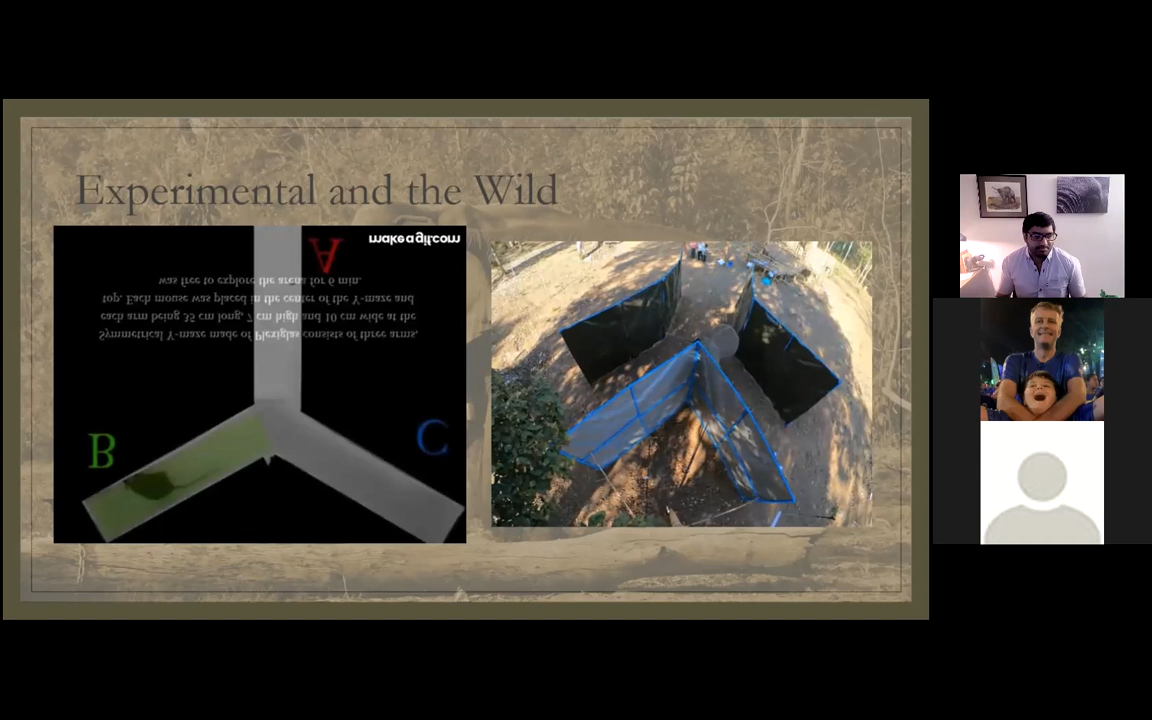 Experimental and the Wild
makeagif.com
A
Symmetrical Y-maze made of Plexiglas consists of three arms,
each arm being 35 cm long, 7 cm high and 10 cm wide at the
top. Each mouse was placed in the center of the Y-maze and
was free to explore the arena for 6 min.
B
C